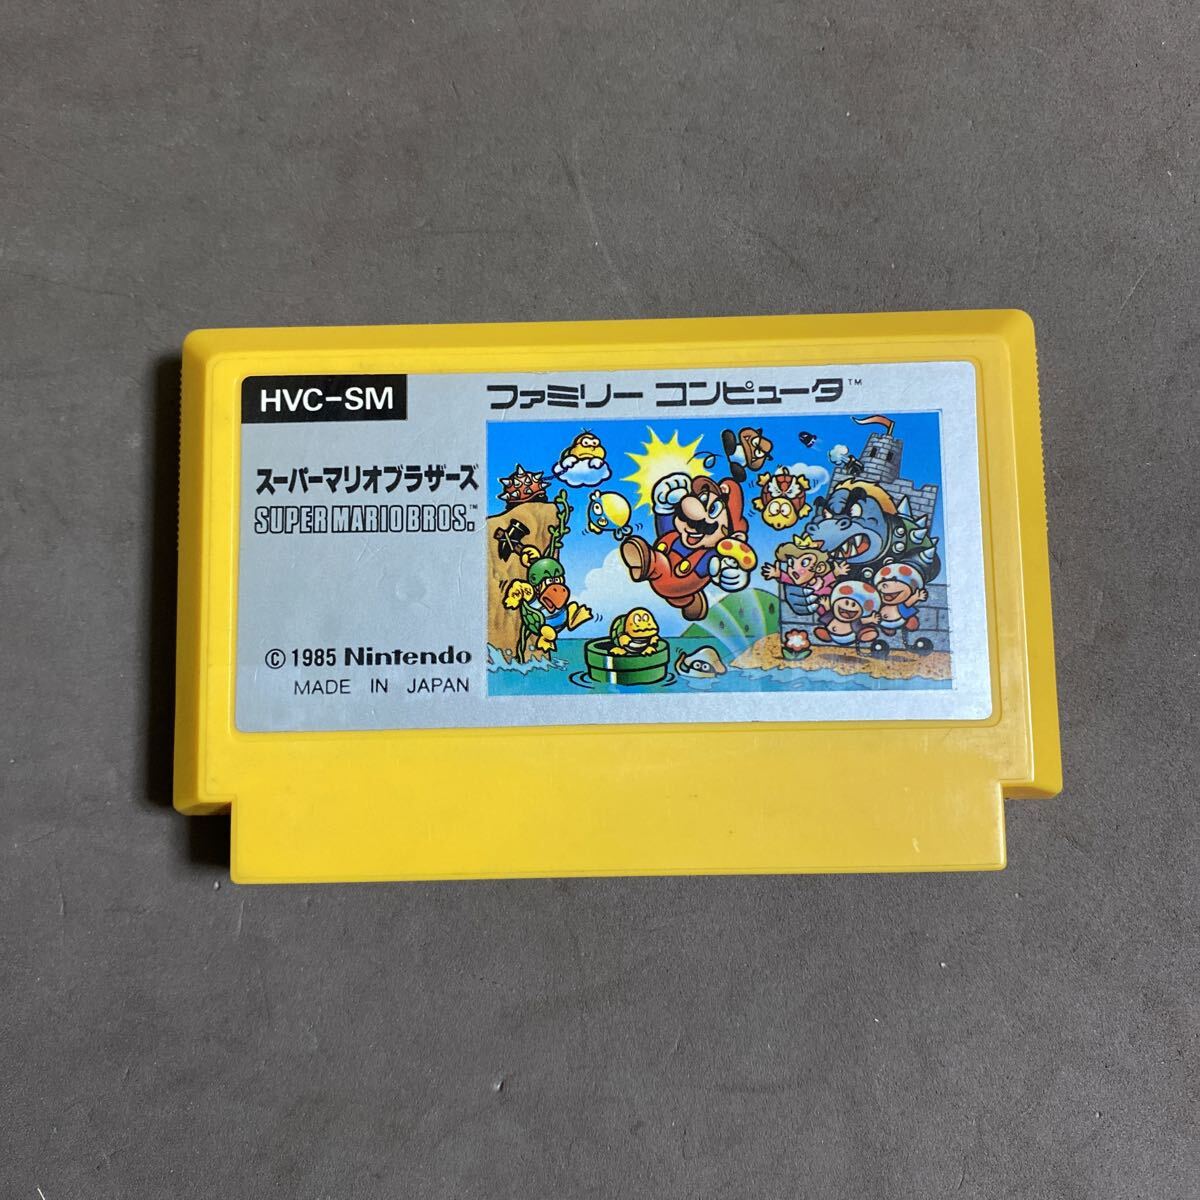 HVC-SM
ファミリー コンピュータ™
スーパーマリオブラザーズ
SUPER MARIO BROS.™
© 1985 Nintendo
MADE IN JAPAN